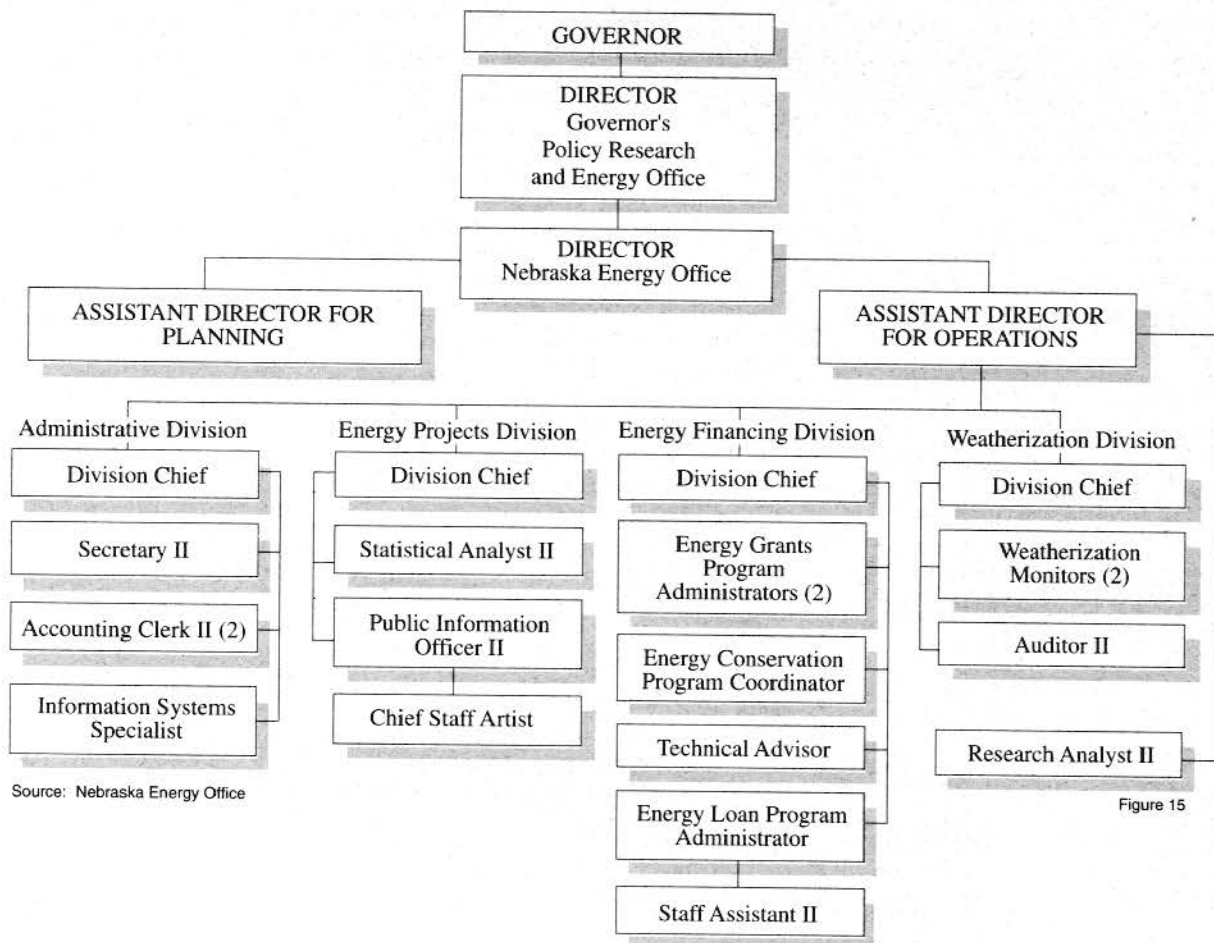 GOVERNOR
DIRECTOR
Governor's
Policy Research
and Energy Office
DIRECTOR
Nebraska Energy Office
ASSISTANT DIRECTOR FOR
PLANNING
ASSISTANT DIRECTOR
FOR OPERATIONS
Administrative Division
Division Chief
Secretary II
Accounting Clerk II (2)
Information Systems
Specialist
Energy Projects Division
Division Chief
Statistical Analyst II
Public Information
Officer II
Chief Staff Artist
Energy Financing Division
Division Chief
Energy Grants
Program
Administrators (2)
Energy Conservation
Program Coordinator
Technical Advisor
Energy Loan Program
Administrator
Staff Assistant II
Weatherization Division
Division Chief
Weatherization
Monitors (2)
Auditor II
Research Analyst II
Source: Nebraska Energy Office
Figure 15